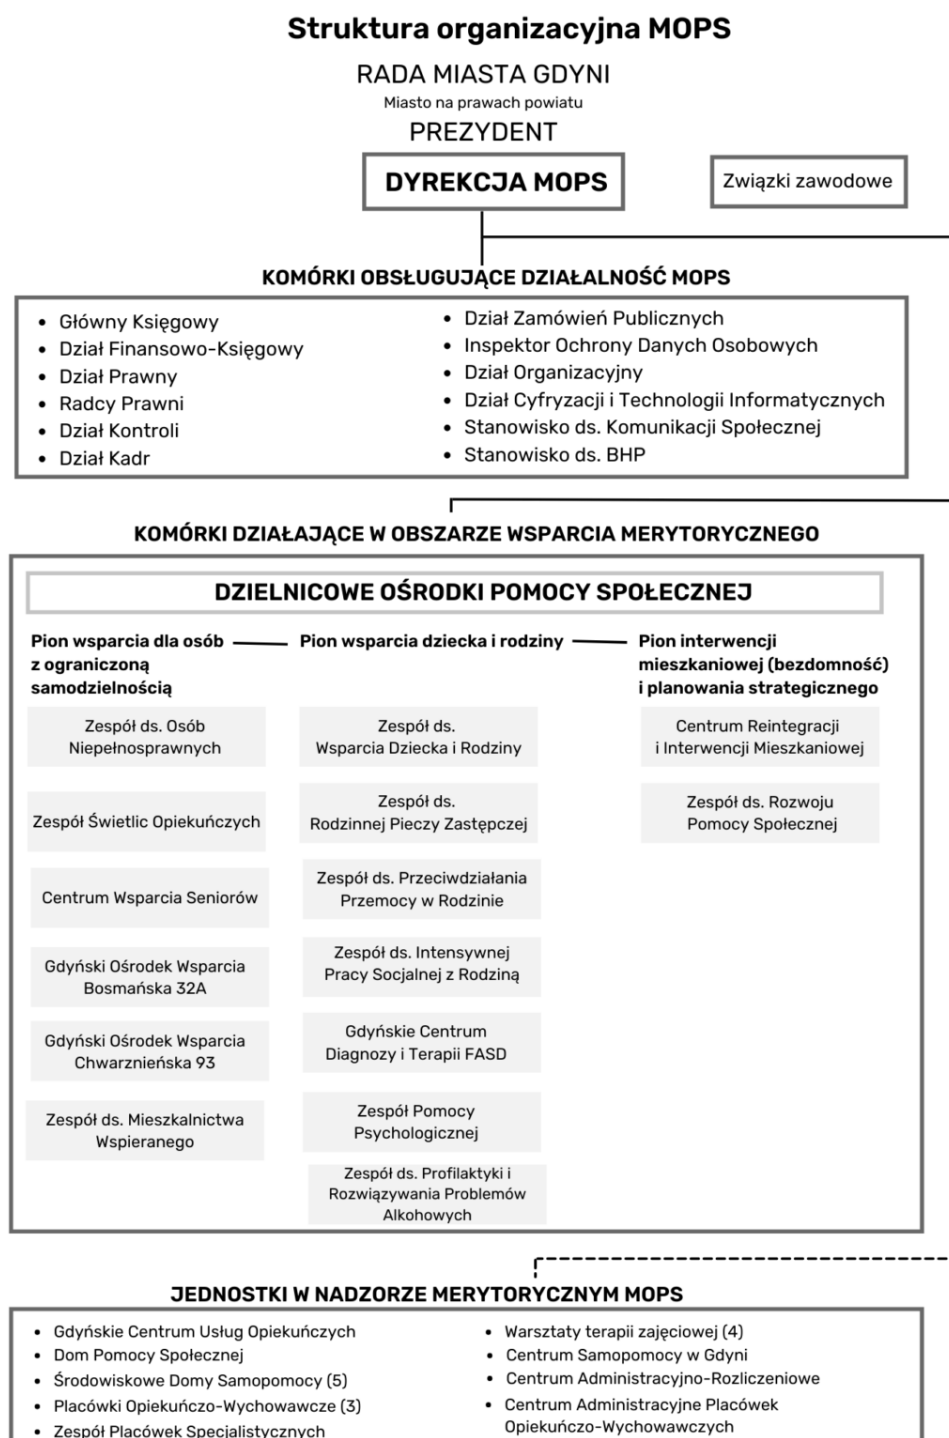 Struktura organizacyjna MOPS
RADA MIASTA GDYNI
Miasto na prawach powiatu
PREZYDENT
DYREKCJA MOPS
Związki zawodowe
KOMÓRKI OBSŁUGUJĄCE DZIAŁALNOŚĆ MOPS
• Główny Księgowy
• Dział Finansowo-Księgowy
• Dział Prawny
• Radcy Prawni
• Dział Kontroli
• Dział Kadr
• Dział Zamówień Publicznych
• Inspektor Ochrony Danych Osobowych
• Dział Organizacyjny
• Dział Cyfryzacji i Technologii Informatycznych
• Stanowisko ds. Komunikacji Społecznej
• Stanowisko ds. BHP
KOMÓRKI DZIAŁAJĄCE W OBSZARZE WSPARCIA MERYTORYCZNEGO
DZIELNICOWE OŚRODKI POMOCY SPOŁECZNEJ
Pion wsparcia dla osób
z ograniczoną
samodzielnością
Zespół ds. Osób
Niepełnosprawnych
Zespół Świetlic Opiekuńczych
Centrum Wsparcia Seniorów
Gdyński Ośrodek Wsparcia
Bosmańska 32A
Gdyński Ośrodek Wsparcia
Chwarznieńska 93
Zespół ds. Mieszkalnictwa
Wspieranego
Pion wsparcia dziecka i rodziny
Zespół ds.
Wsparcia Dziecka i Rodziny
Zespół ds.
Rodzinnej Pieczy Zastępczej
Zespół ds. Przeciwdziałania
Przemocy w Rodzinie
Zespół ds. Intensywnej
Pracy Socjalnej z Rodziną
Gdyńskie Centrum
Diagnozy i Terapii FASD
Zespół Pomocy
Psychologicznej
Zespół ds. Profilaktyki i
Rozwiązywania Problemów
Alkohowych
Pion interwencji
mieszkaniowej (bezdomność)
i planowania strategicznego
Centrum Reintegracji
i Interwencji Mieszkaniowej
Zespół ds. Rozwoju
Pomocy Społecznej
JEDNOSTKI W NADZORZE MERYTORYCZNYM MOPS
• Gdyńskie Centrum Usług Opiekuńczych
• Dom Pomocy Społecznej
• Środowiskowe Domy Samopomocy (5)
• Placówki Opiekuńczo-Wychowawcze (3)
• Zespół Placówek Specjalistycznych
• Warsztaty terapii zajęciowej (4)
• Centrum Samopomocy w Gdyni
• Centrum Administracyjno-Rozliczeniowe
• Centrum Administracyjne Placówek
Opiekuńczo-Wychowawczych